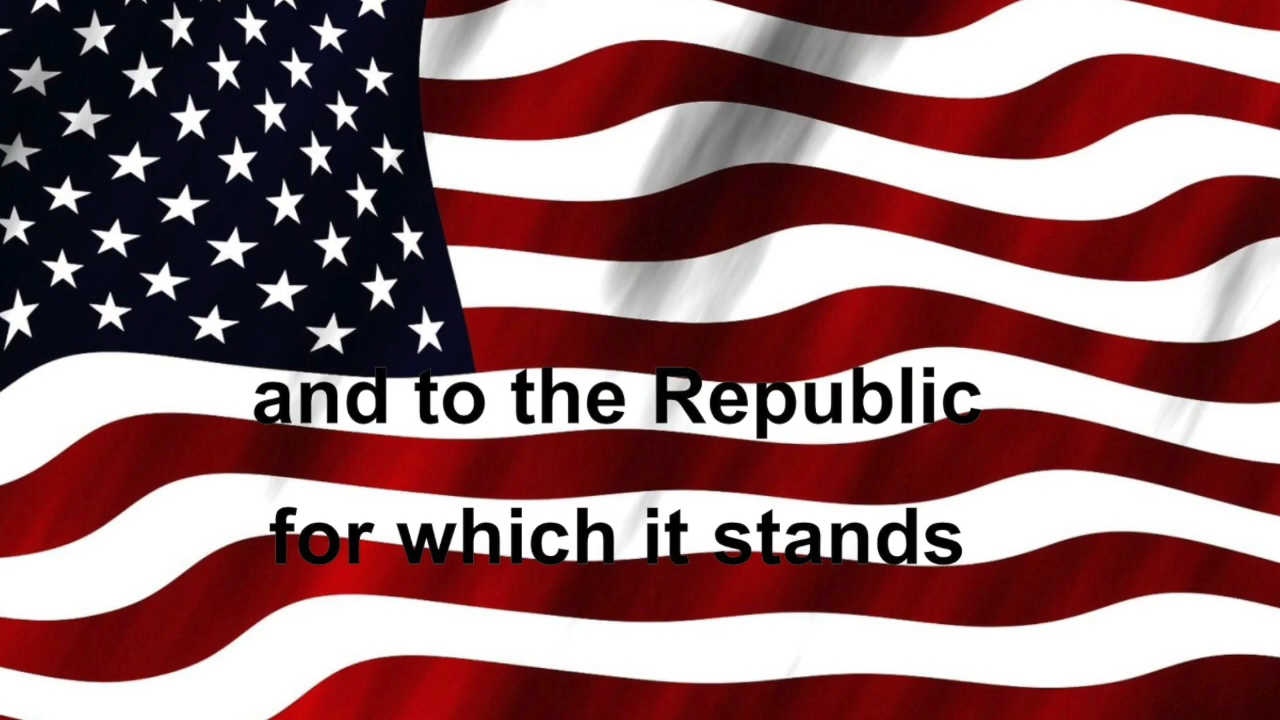 and to the Republic
for which it stands